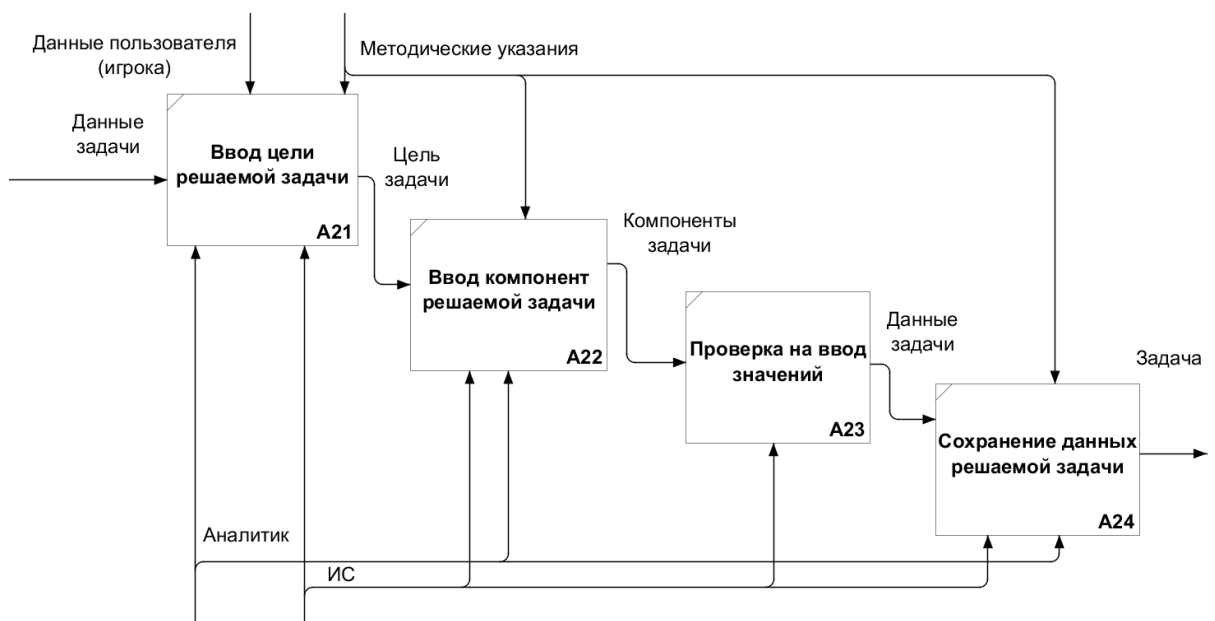 Данные пользователя
(игрока)
Методические указания
Данные
задачи
Ввод цели
решаемой задачи
A21
Цель
задачи
Ввод компонент
решаемой задачи
A22
Компоненты
задачи
Проверка на ввод
значений
A23
Данные
задачи
Сохранение данных
решаемой задачи
A24
Задача
Аналитик
ИС